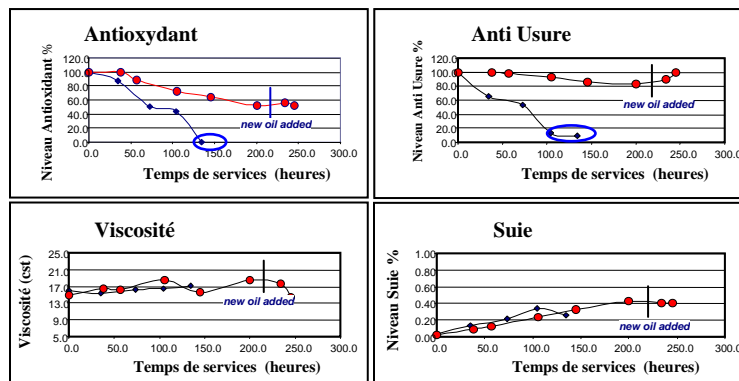 Antioxydant
Niveau Antioxidant %
120.0
100.0
80.0
60.0
40.0
20.0
0.0
new oil added
0.0 50.0 100.0 150.0 200.0 250.0 300.0
Temps de services (heures)
Anti Usure
Niveau Anti Usure %
120.0
100.0
80.0
60.0
40.0
20.0
0.0
new oil added
0.0 50.0 100.0 150.0 200.0 250.0 300.0
Temps de services (heures)
Viscosité
Viscosité (cst)
25.0
21.0
17.0
13.0
9.0
5.0
new oil added
0.0 50.0 100.0 150.0 200.0 250.0 300.0
Temps de services (heures)
Suie
Niveau Suie %
1.00
0.80
0.60
0.40
0.20
0.00
new oil added
0.0 50.0 100.0 150.0 200.0 250.0 300.0
Temps de services (heures)